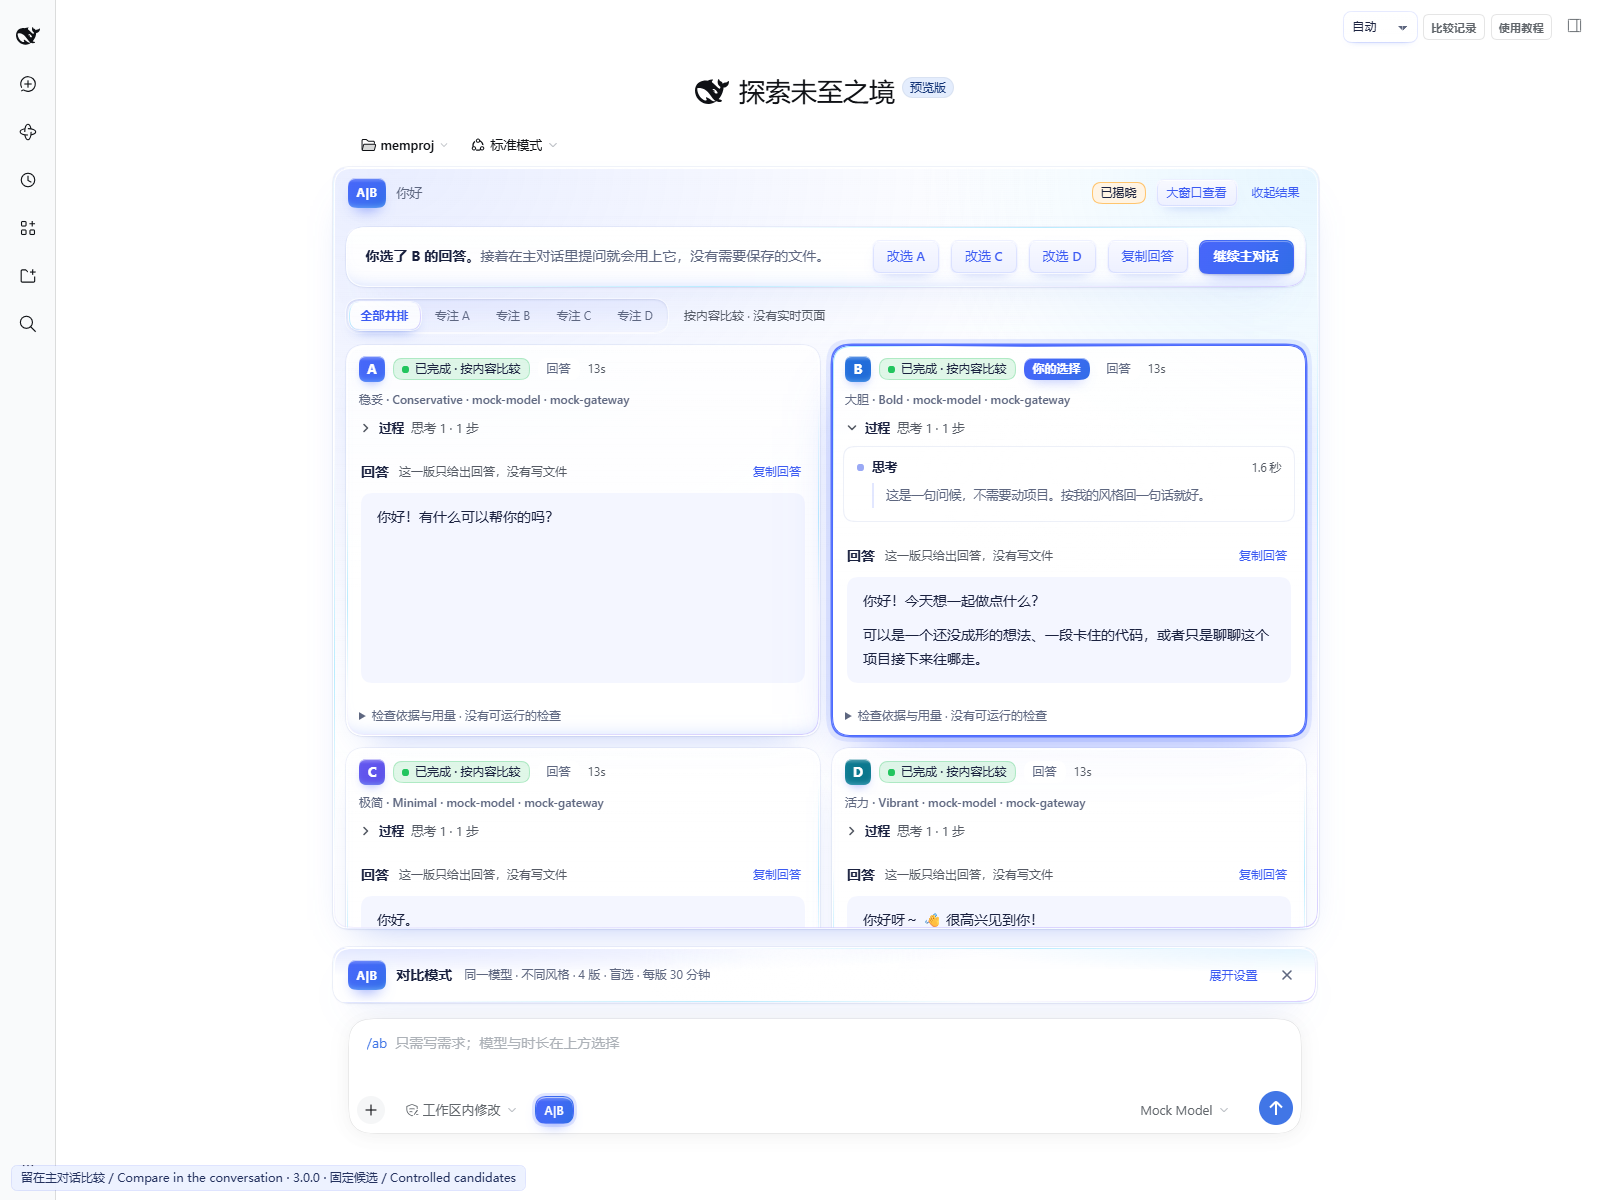 自动
比较记录
使用教程
探索未至之境 预览版
memproj 标准模式
A|B 你好 已揭晓 大窗口查看 收起结果
你选了 B 的回答。接着在主对话里提问就会用上它，没有需要保存的文件。 改选 A 改选 C 改选 D 复制回答 继续主对话
全部并排 专注 A 专注 B 专注 C 专注 D 按内容比较 · 没有实时页面
A 已完成 · 按内容比较 回答 13s
稳妥 · Conservative · mock-model · mock-gateway
过程 思考 1 · 1 步
回答 这一版只给出回答，没有写文件 复制回答
你好！有什么可以帮你的吗？
检查依据与用量 · 没有可运行的检查
B 已完成 · 按内容比较 你的选择 回答 13s
大胆 · Bold · mock-model · mock-gateway
过程 思考 1 · 1 步
思考 1.6 秒
这是一句问候，不需要动项目。按我的风格回一句话就好。
回答 这一版只给出回答，没有写文件 复制回答
你好！今天想一起做点什么？
可以是一个还没成形的想法、一段卡住的代码，或者只是聊聊这个
项目接下来往哪走。
检查依据与用量 · 没有可运行的检查
C 已完成 · 按内容比较 回答 13s
极简 · Minimal · mock-model · mock-gateway
过程 思考 1 · 1 步
回答 这一版只给出回答，没有写文件 复制回答
你好。
D 已完成 · 按内容比较 回答 13s
活力 · Vibrant · mock-model · mock-gateway
过程 思考 1 · 1 步
回答 这一版只给出回答，没有写文件 复制回答
你好呀～ 👋 很高兴见到你！
A|B 对比模式 同一模型 · 不同风格 · 4 版 · 盲选 · 每版 30 分钟 展开设置
/ab 只需写需求；模型与时长在上方选择
工作区内修改 A|B Mock Model
留在主对话比较 / Compare in the conversation · 3.0.0 · 固定候选 / Controlled candidates